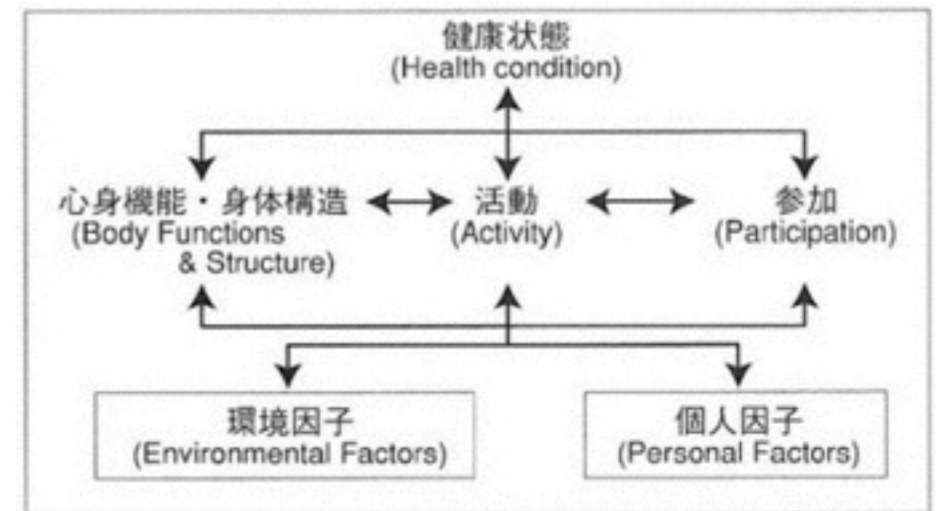 健康状態
(Health condition)
心身機能・身体構造
(Body Functions
& Structure)
活動
(Activity)
参加
(Participation)
環境因子
(Environmental Factors)
個人因子
(Personal Factors)